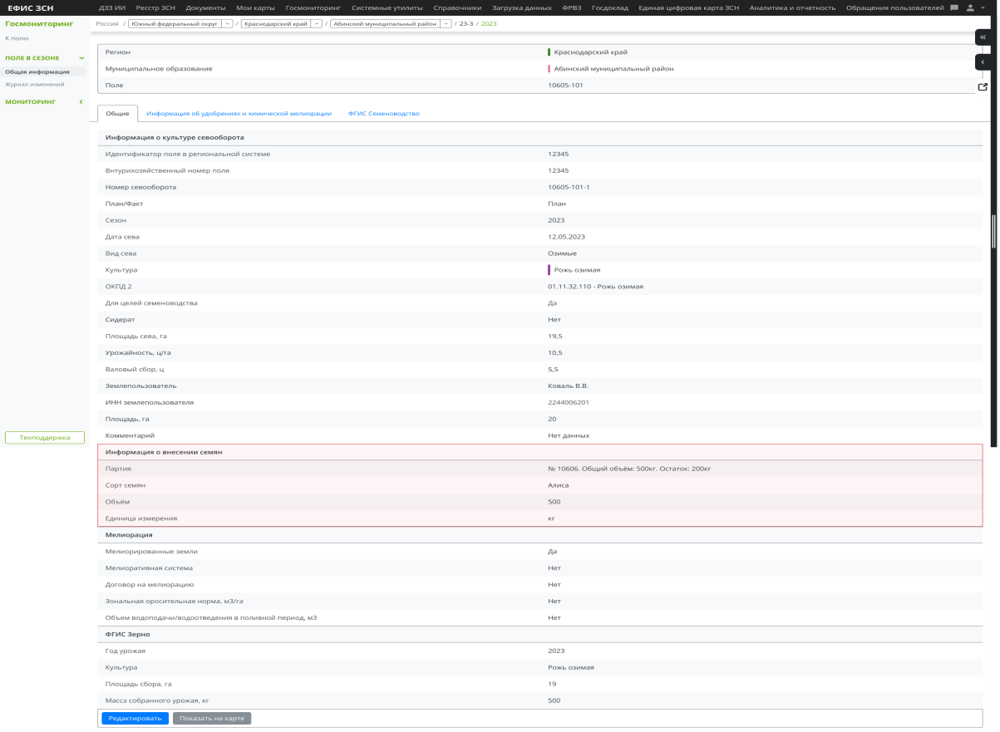 ЕФИС ЗСН ДЗЗ ИИ Реестр ЗСН Документы Мои карты Госмониторинг Системные утилиты Справочники Загрузка данных ФРВЗ Госдоклад Единая цифровая карта ЗСН Аналитика и отчетность Обращения пользователей
Госмониторинг
К полю
ПОЛЕ В СЕЗОНЕ
Общая информация
Журнал изменений
МОНИТОРИНГ
Техподдержка
Россия / Южный федеральный округ / Краснодарский край / Абинский муниципальный район / 23-3 / 2023
Регион Краснодарский край
Муниципальное образование Абинский муниципальный район
Поле 10605-101
Общие Информация об удобрениях и химической мелиорации ФГИС Семеноводство
Информация о культуре севооборота
Идентификатор поля в региональной системе 12345
Внтурихозяйственный номер поля 12345
Номер севооборота 10605-101-1
План/Факт План
Сезон 2023
Дата сева 12.05.2023
Вид сева Озимые
Культура Рожь озимая
ОКПД 2 01.11.32.110 - Рожь озимая
Для целей семеноводства Да
Сидерат Нет
Площадь сева, га 19,5
Урожайность, ц/га 10,5
Валовый сбор, ц 5,5
Землепользователь Коваль В.В.
ИНН землепользователя 2244006201
Площадь, га 20
Комментарий Нет данных
Информация о внесении семян
Партия № 10606. Общий объём: 500кг. Остаток: 200кг
Сорт семян Алиса
Объём 500
Единица измерения кг
Мелиорация
Мелиорированные земли Да
Мелиоративная система Нет
Договор на мелиорацию Нет
Зональная оросительная норма, м3/га Нет
Объем водоподачи/водоотведения в поливной период, м3 Нет
ФГИС Зерно
Год урожая 2023
Культура Рожь озимая
Площадь сбора, га 19
Масса собранного урожая, кг 500
Редактировать Показать на карте